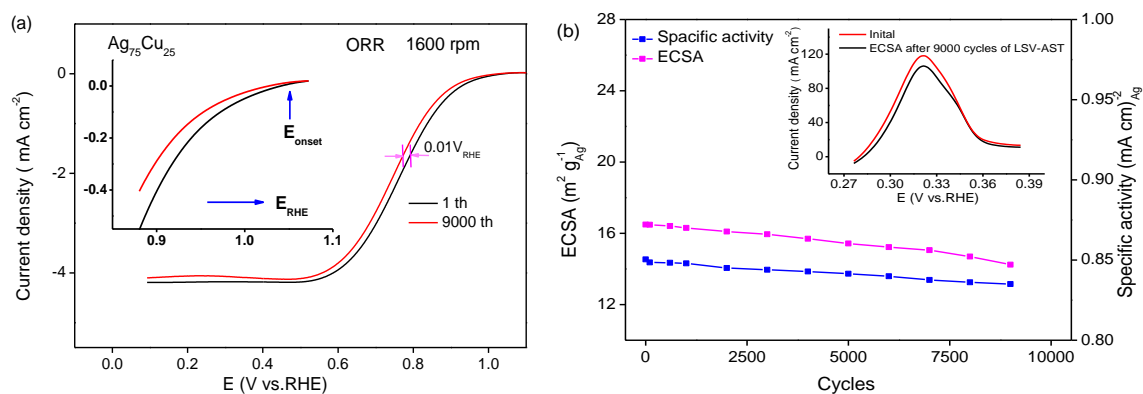 (a)
Ag75Cu25
ORR 1600 rpm
0.0
-0.2
-0.4
0.9 1.0 1.1
Eonset
ERHE
0.01VRHE
1 th
9000 th
0
-2
-4
0.0 0.2 0.4 0.6 0.8 1.0
Current density ( mA cm-2)
E (V vs.RHE)
(b)
28
24
20
16
12
ECSA (m2 g-1Ag)
Spacific activity
ECSA
Inital
ECSA after 9000 cycles of LSV-AST
120
80
40
0
0.27 0.30 0.33 0.36 0.39
Current density ( mA cm-2)
E (V vs.RHE)
1.00
0.95
0.90
0.85
0.80
Specific activity (mA cm)-2Ag
0 2500 5000 7500 10000
Cycles